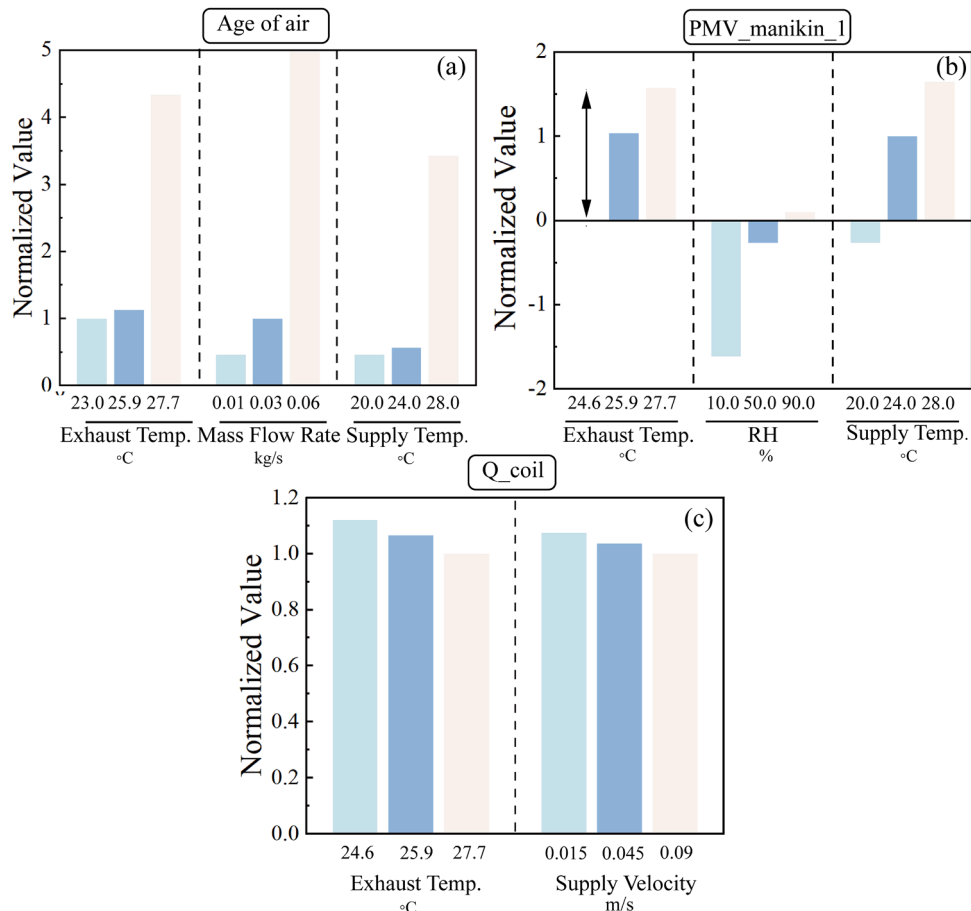 Age of air
(a)
Normalized Value
5
4
3
2
1
0
23.0 25.9 27.7 0.01 0.03 0.06 20.0 24.0 28.0
Exhaust Temp. Mass Flow Rate Supply Temp.
°C kg/s °C
PMV_manikin_1
(b)
Normalized Value
2
1
0
-1
-2
24.6 25.9 27.7 10.0 50.0 90.0 20.0 24.0 28.0
Exhaust Temp. RH Supply Temp.
°C % °C
Q_coil
(c)
Normalized Value
1.2
1.0
0.8
0.6
0.4
0.2
0.0
24.6 25.9 27.7 0.015 0.045 0.09
Exhaust Temp. Supply Velocity
°C m/s